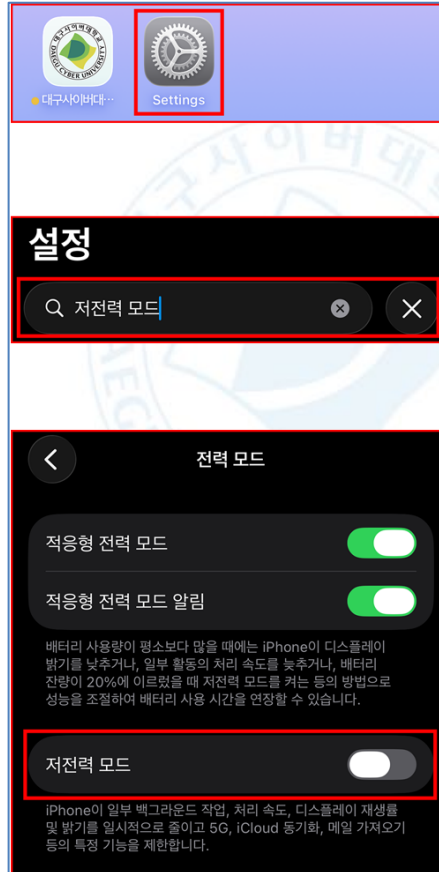 대구사이버대…
Settings
설정
저전력 모드
전력 모드
적응형 전력 모드
적응형 전력 모드 알림
배터리 사용량이 평소보다 많을 때에는 iPhone이 디스플레이
밝기를 낮추거나, 일부 활동의 처리 속도를 늦추거나, 배터리
잔량이 20%에 이르렀을 때 저전력 모드를 켜는 등의 방법으로
성능을 조절하여 배터리 사용 시간을 연장할 수 있습니다.
저전력 모드
iPhone이 일부 백그라운드 작업, 처리 속도, 디스플레이 재생률
및 밝기를 일시적으로 줄이고 5G, iCloud 동기화, 메일 가져오기
등의 특정 기능을 제한합니다.